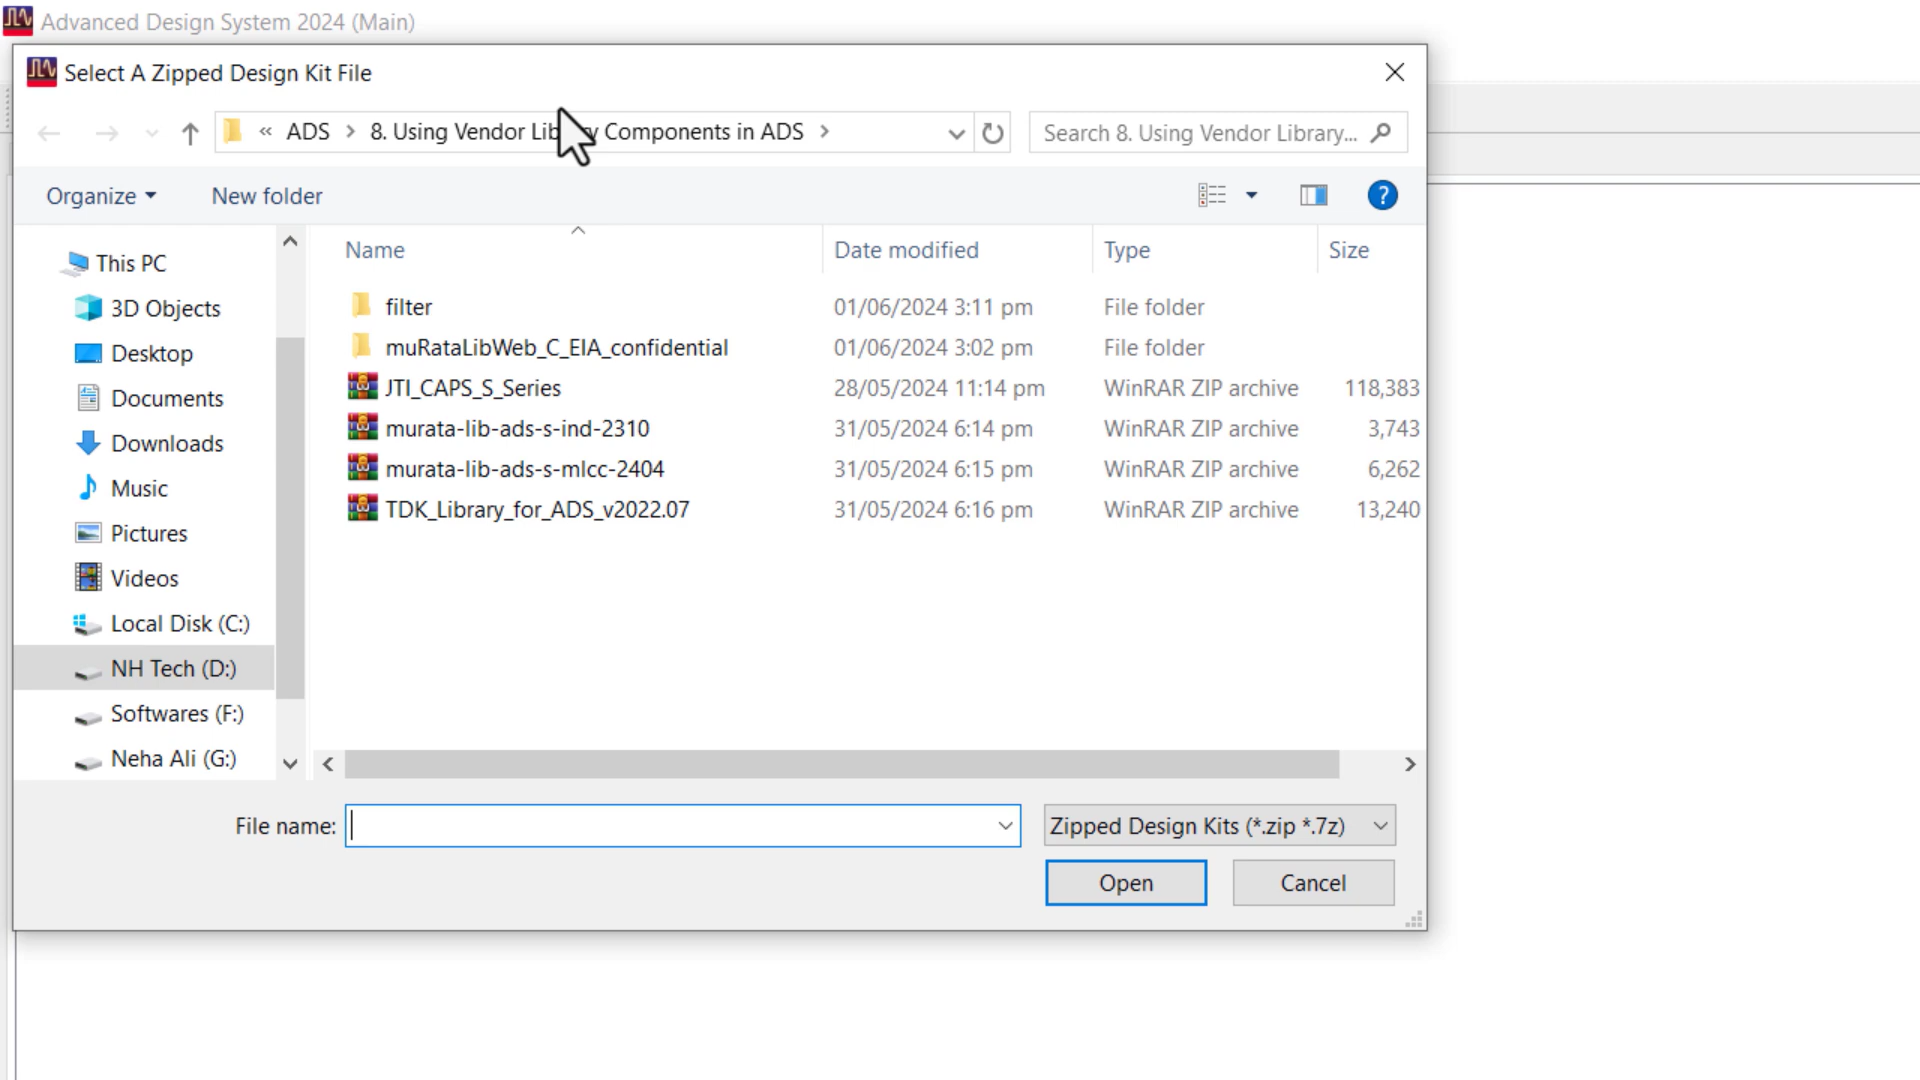 Advanced Design System 2024 (Main)
Select A Zipped Design Kit File
« ADS > 8. Using Vendor Lib y Components in ADS >
Search 8. Using Vendor Library...
Organize
New folder
Name Date modified Type Size
This PC
3D Objects
Desktop
Documents
Downloads
Music
Pictures
Videos
Local Disk (C:)
NH Tech (D:)
Softwares (F:)
Neha Ali (G:)
filter 01/06/2024 3:11 pm File folder
muRataLibWeb_C_EIA_confidential 01/06/2024 3:02 pm File folder
JTI_CAPS_S_Series 28/05/2024 11:14 pm WinRAR ZIP archive 118,383
murata-lib-ads-s-ind-2310 31/05/2024 6:14 pm WinRAR ZIP archive 3,743
murata-lib-ads-s-mlcc-2404 31/05/2024 6:15 pm WinRAR ZIP archive 6,262
TDK_Library_for_ADS_v2022.07 31/05/2024 6:16 pm WinRAR ZIP archive 13,240
File name:
Zipped Design Kits (*.zip *.7z)
Open
Cancel